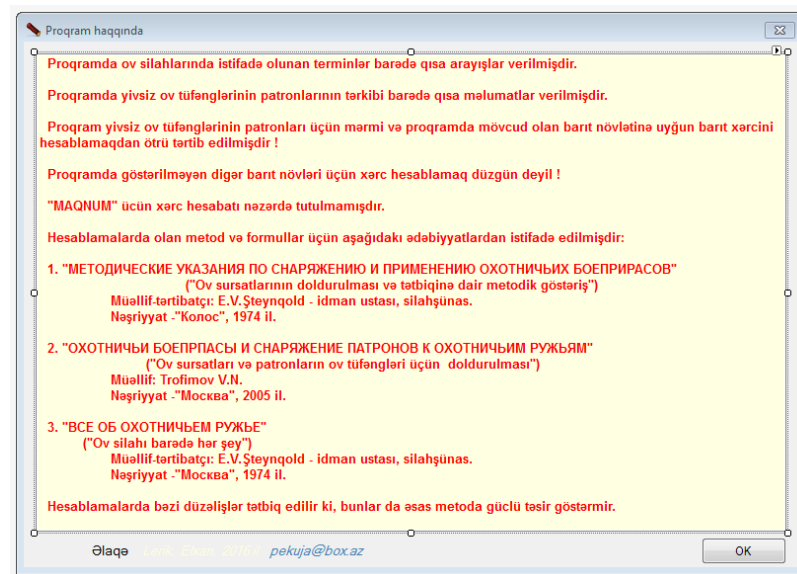 Proqram haqqında
Proqramda ov silahlarında istifadə olunan terminlər barədə qısa arayışlar verilmişdir.
Proqramda yivsiz ov tüfənglərinin patronlarının tərkibi barədə qısa məlumatlar verilmişdir.
Proqram yivsiz ov tüfənglərinin patronları üçün mərmi və proqramda mövcud olan barıt növlətinə uyğun barıt xərcini
hesablamaqdan ötrü tərtib edilmişdir !
Proqramda göstərilməyən digər barıt növləri üçün xərc hesablamaq düzgün deyil !
"MAQNUM" ücün xərc hesabatı nəzərdə tutulmamışdır.
Hesablamalarda olan metod və formullar üçün aşağıdakı ədəbiyyatlardan istifadə edilmişdir:
1. "МЕТОДИЧЕСКИЕ УКАЗАНИЯ ПО СНАРЯЖЕНИЮ И ПРИМЕНЕНИЮ ОХОТНИЧЬИХ БОЕПРИРАСОВ"
("Ov sursatlarının doldurulması və tətbiqinə dair metodik göstəriş")
Müəllif-tərtibatçı: E.V.Şteynqold - idman ustası, silahşünas.
Nəşriyyat -"Колос", 1974 il.
2. "ОХОТНИЧЬИ БОЕПРПАСЫ И СНАРЯЖЕНИЕ ПАТРОНОВ К ОХОТНИЧЬИМ РУЖЬЯМ"
("Ov sursatları və patronların ov tüfəngləri üçün doldurulması")
Müəllif: Trofimov V.N.
Nəşriyyat -"Москва", 2005 il.
3. "ВСЕ ОБ ОХОТНИЧЬЕМ РУЖЬЕ"
("Ov silahı barədə hər şey")
Müəllif-tərtibatçı: E.V.Şteynqold - idman ustası, silahşünas.
Nəşriyyat -"Москва", 1974 il.
Hesablamalarda bəzi düzəlişlər tətbiq edilir ki, bunlar da əsas metoda güclü təsir göstərmir.
Əlaqə pekuja@box.az
OK